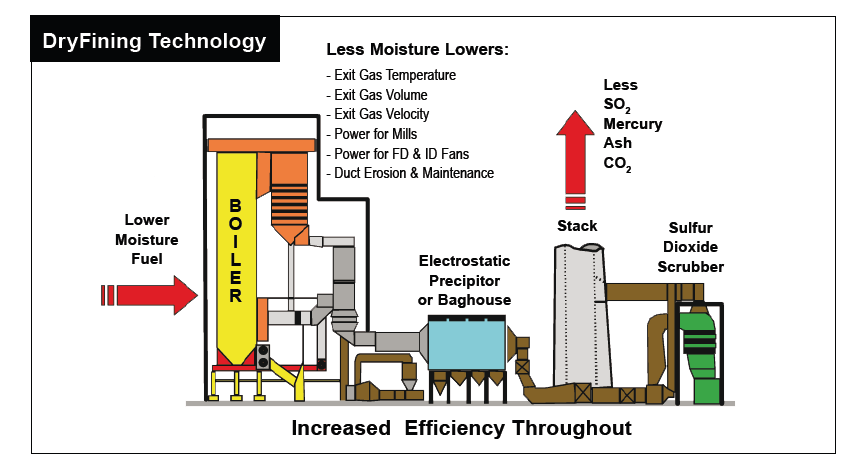 DryFining Technology
Less Moisture Lowers:
- Exit Gas Temperature
- Exit Gas Volume
- Exit Gas Velocity
- Power for Mills
- Power for FD & ID Fans
- Duct Erosion & Maintenance
Less
SO2
Mercury
Ash
CO2
Lower
Moisture
Fuel
BOILER
Electrostatic
Precipitor
or Baghouse
Stack
Sulfur
Dioxide
Scrubber
Increased Efficiency Throughout